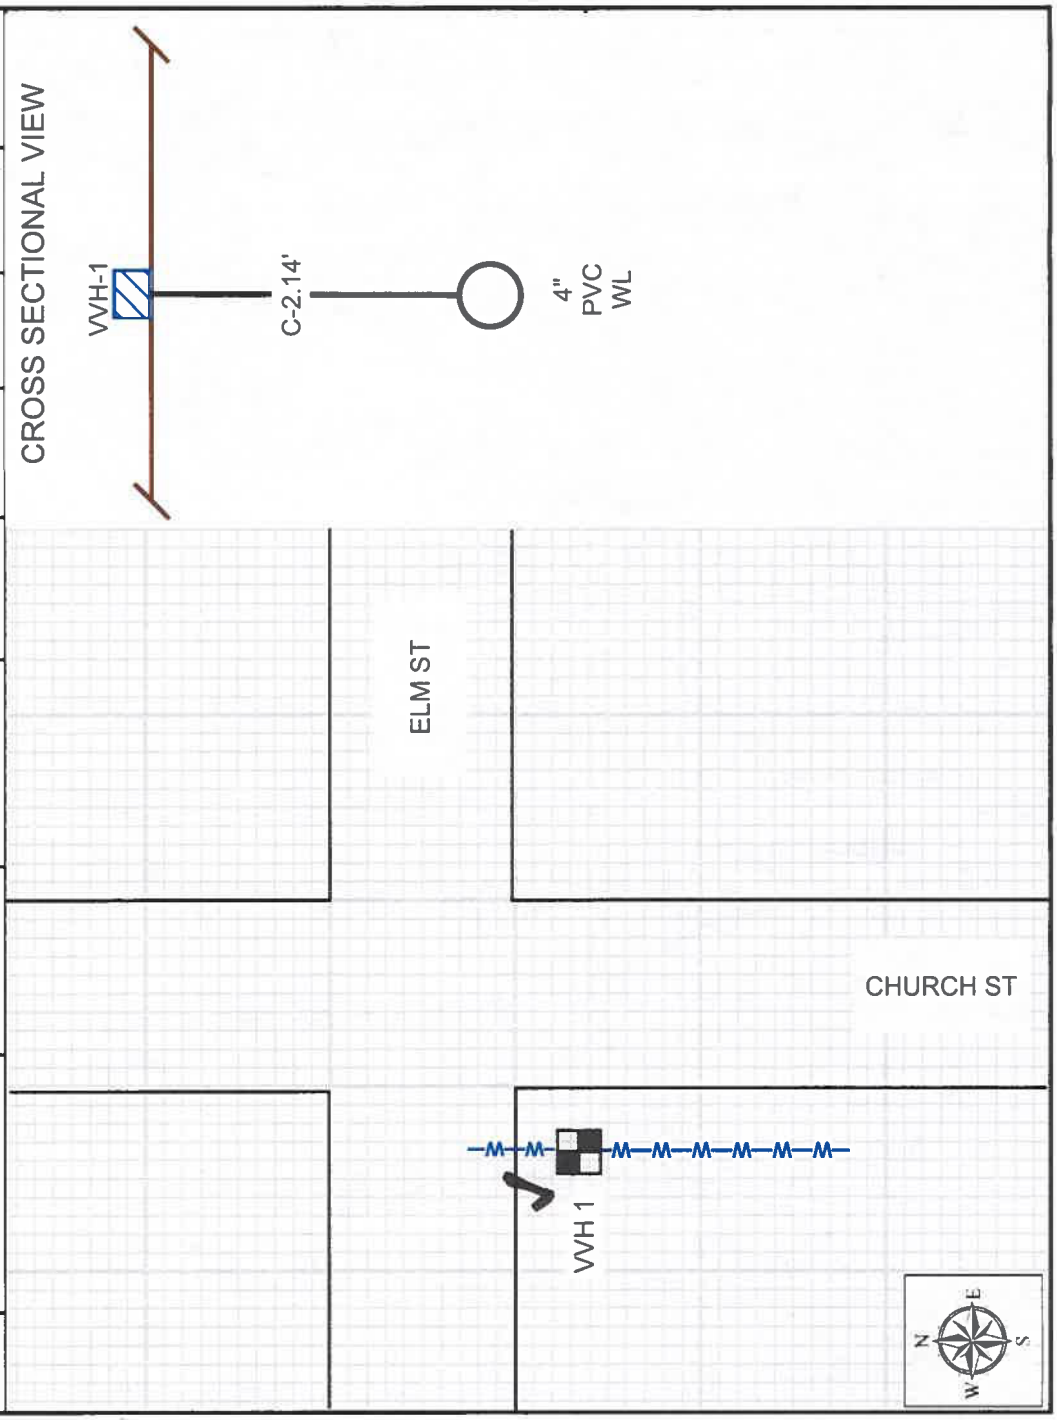 CROSS SECTIONAL VIEW
VVH-1
C-2.14'
4"
PVC
WL
ELM ST
CHURCH ST
W W W W W W W W
VVH 1
N
W E
S